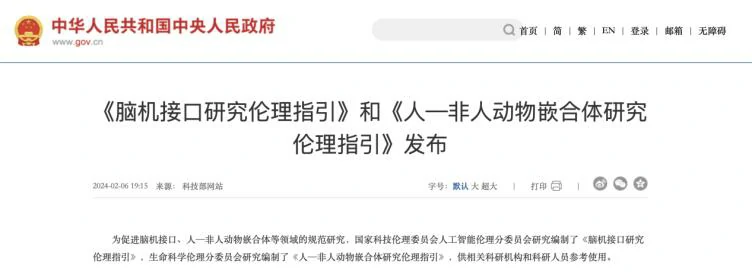 中华人民共和国中央人民政府
www.gov.cn
首页 | 简 | 繁 | EN | 登录 | 邮箱 | 无障碍
《脑机接口研究伦理指引》和《人—非人动物嵌合体研究
伦理指引》发布
2024-02-06 19:15 来源: 科技部网站 字号: 默认 大 超大 | 打印 |
为促进脑机接口、人—非人动物嵌合体等领域的规范研究,国家科技伦理委员会人工智能伦理分委员会研究编制了《脑机接口研究
伦理指引》,生命科学伦理分委员会研究编制了《人—非人动物嵌合体研究伦理指引》,供相关科研机构和科研人员参考使用。